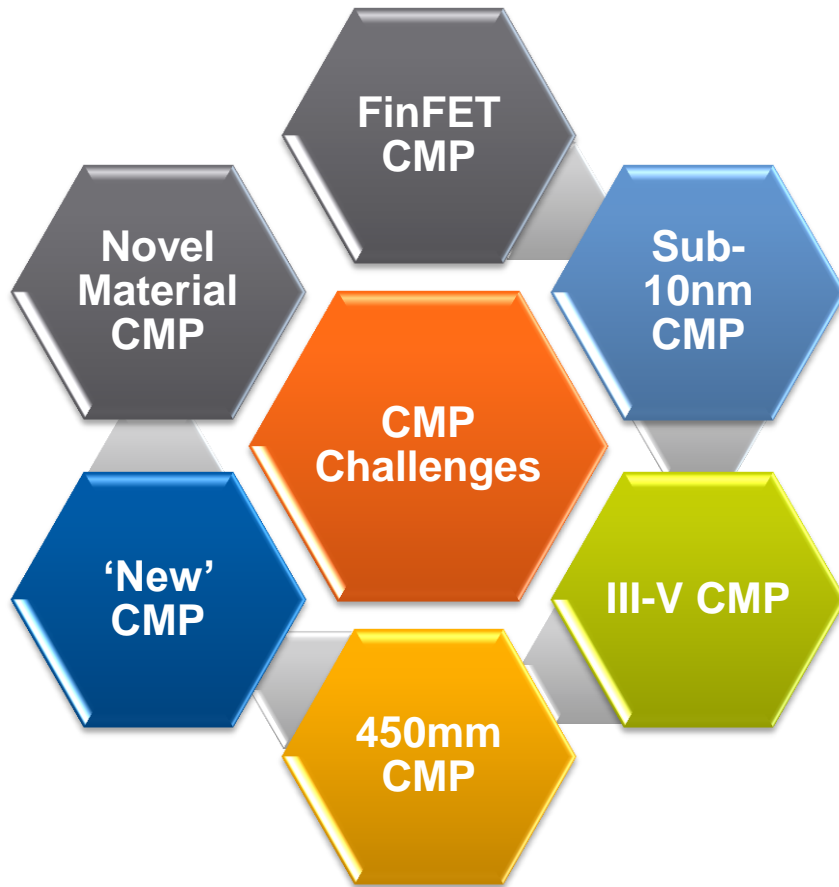 FinFET
CMP
Novel
Material
CMP
Sub-
10nm
CMP
CMP
Challenges
‘New’
CMP
III-V CMP
450mm
CMP